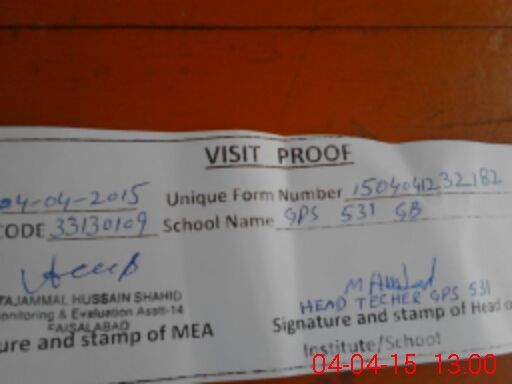 VISIT PROOF
04-04-2015 Unique Form Number 1504041232182
CODE 33130109 School Name GPS 531 GB
TAJAMMAL HUSSAIN SHAHID
onitoring & Evaluation Asstt-14
FAISALABAD
ure and stamp of MEA
HEAD TECHER GPS 531
Signature and stamp of Head o
Institute/School
04-04-15 13:00